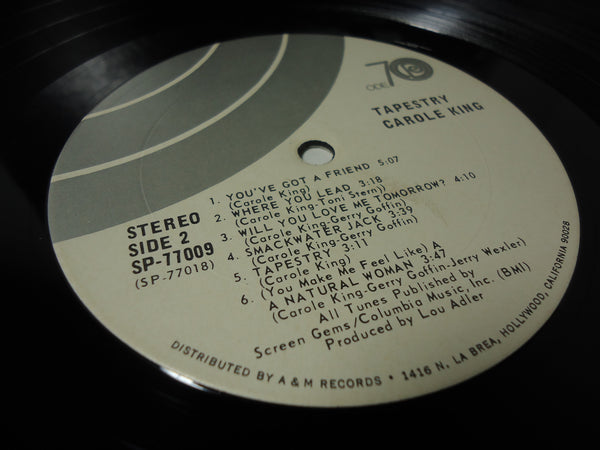 ODE 70
TAPESTRY
CAROLE KING
STEREO
SIDE 2
SP-77009
(SP-77018)
1. YOU'VE GOT A FRIEND 5:07
(Carole King)
2. WHERE YOU LEAD 3:18
(Carole King-Toni Stern))
3. WILL YOU LOVE ME TOMORROW? 4:10
(Carole King-Gerry Goffin)
4. SMACKWATER JACK 3:39
(Carole King-Gerry Goffin)
5. TAPESTRY 3:11
(Carole King)
6. (You Make Me Feel Like) A
A NATURAL WOMAN 3:47
(Carole King-Gerry Goffin-Jerry Wexler)
All Tunes Published by
Screen Gems/Columbia Music, Inc. (BMI)
Produced by Lou Adler
DISTRIBUTED BY A & M RECORDS • 1416 N. LA BREA, HOLLYWOOD, CALIFORNIA 90028